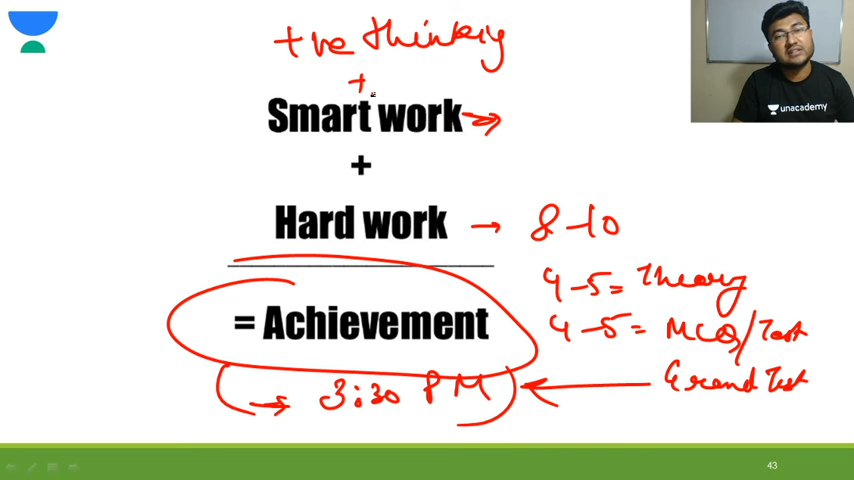 +ve thinking
+
Smart work →
unacademy
+
Hard work → 8-10
4-5 = Theory
= Achievement
4-5 = MCQ/Test
Grand Test
→ 3:30 PM
43